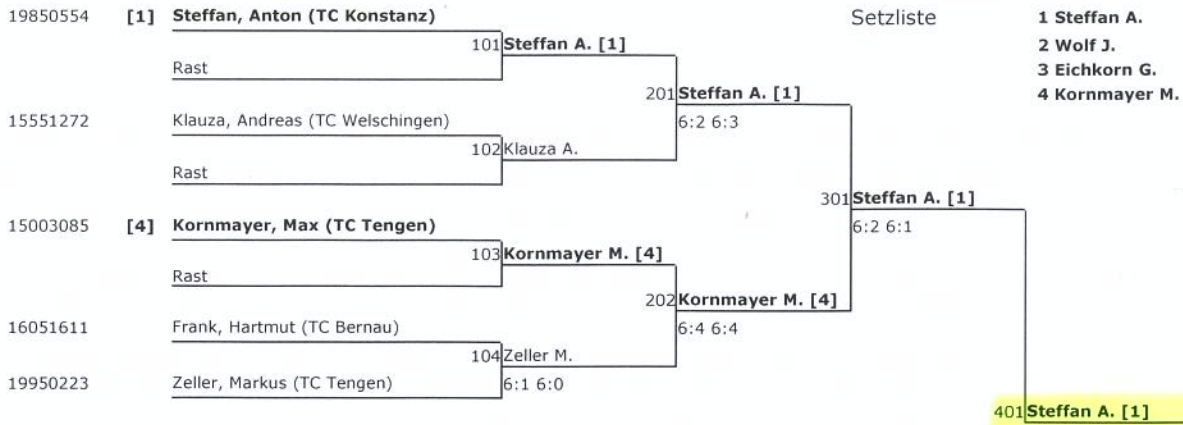 19850554 [1] Steffan, Anton (TC Konstanz)
Setzliste
1 Steffan A.
2 Wolf J.
3 Eichkorn G.
4 Kornmayer M.
101 Steffan A. [1]
Rast
201 Steffan A. [1]
6:2 6:3
15551272 Klauza, Andreas (TC Welschingen)
102 Klauza A.
Rast
301 Steffan A. [1]
6:2 6:1
15003085 [4] Kornmayer, Max (TC Tengen)
103 Kornmayer M. [4]
Rast
202 Kornmayer M. [4]
6:4 6:4
16051611 Frank, Hartmut (TC Bernau)
104 Zeller M.
6:1 6:0
19950223 Zeller, Markus (TC Tengen)
401 Steffan A. [1]